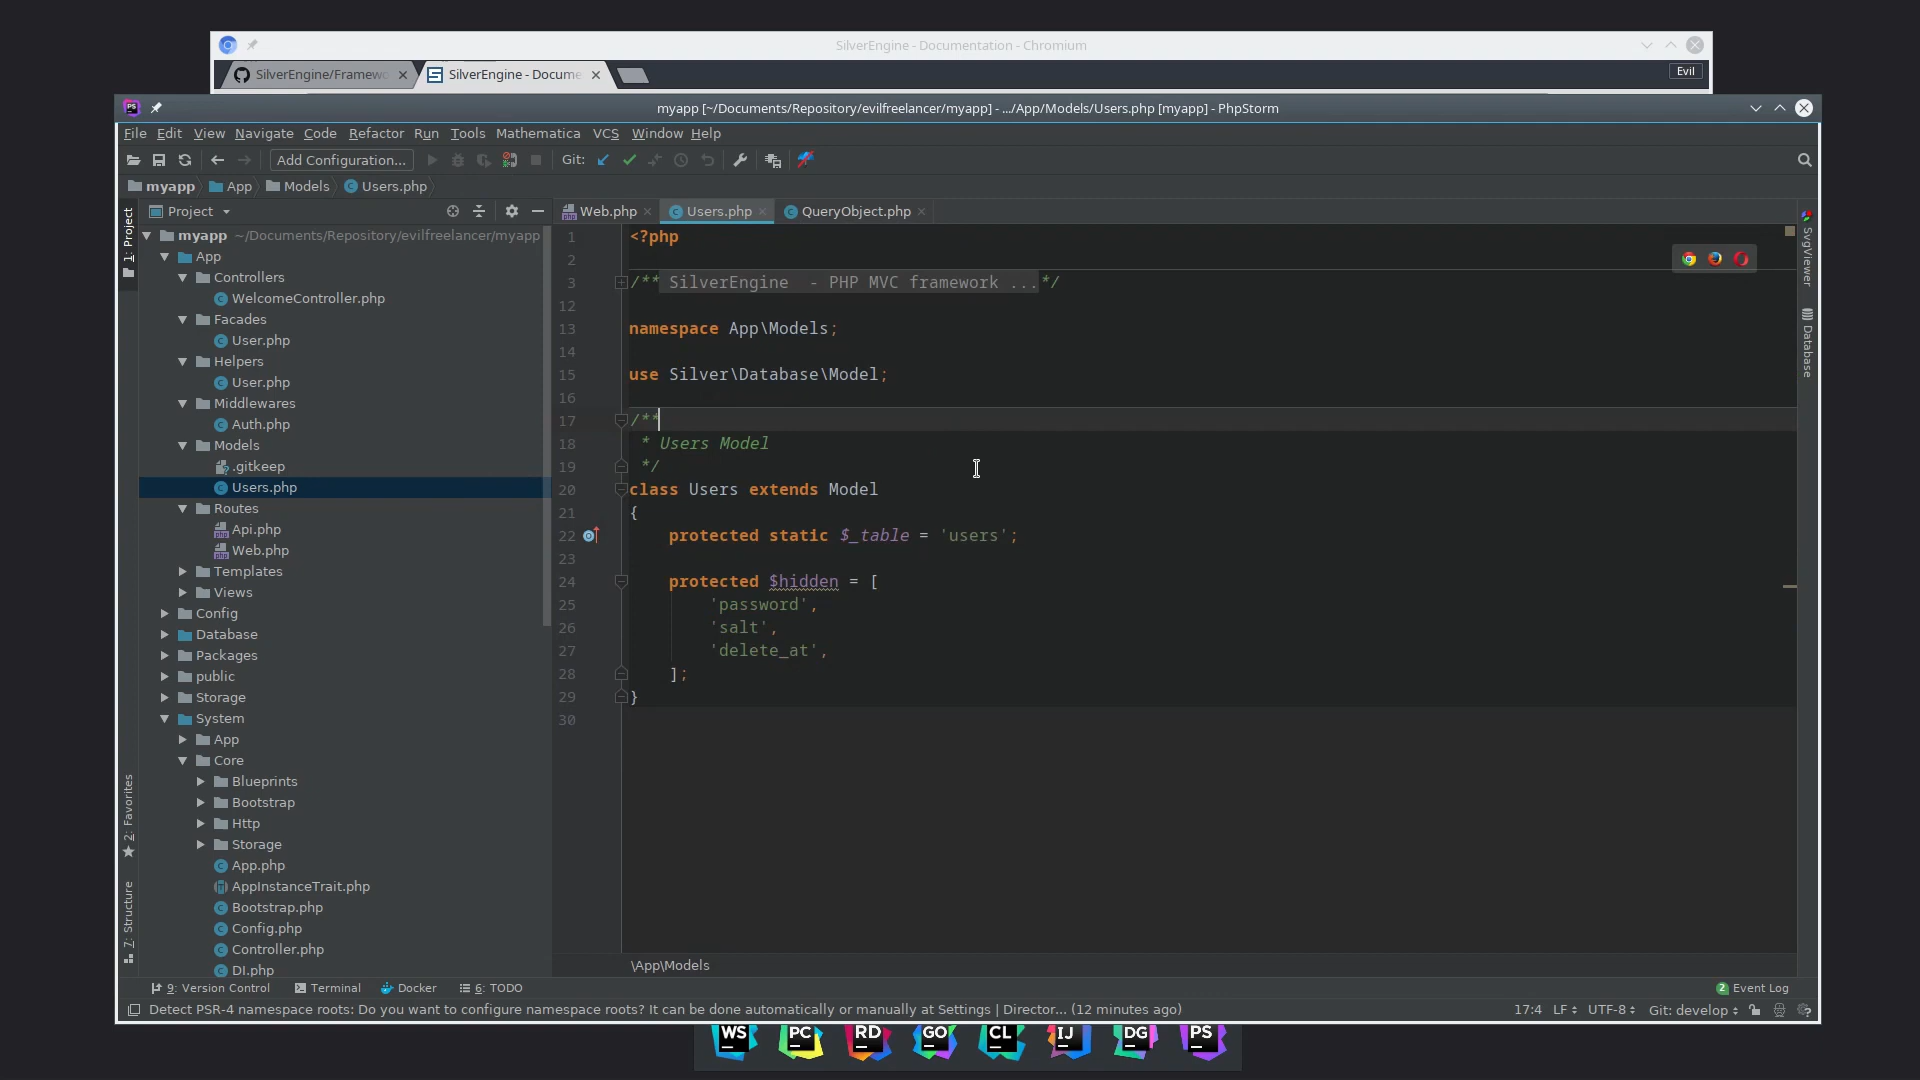 SilverEngine - Documentation - Chromium
SilverEngine/Framewo
SilverEngine - Docume
Evil
myapp [~/Documents/Repository/evilfreelancer/myapp] - .../App/Models/Users.php [myapp] - PhpStorm
File Edit View Navigate Code Refactor Run Tools Mathematica VCS Window Help
Add Configuration... Git:
myapp App Models Users.php
1: Project
Project
Web.php Users.php QueryObject.php
myapp ~/Documents/Repository/evilfreelancer/myapp
App
Controllers
WelcomeController.php
Facades
User.php
Helpers
User.php
Middlewares
Auth.php
Models
.gitkeep
Users.php
Routes
Api.php
Web.php
Templates
Views
Config
Database
Packages
public
Storage
System
App
Core
Blueprints
Bootstrap
Http
Storage
App.php
AppInstanceTrait.php
Bootstrap.php
Config.php
Controller.php
DI.php
2: Favorites
7: Structure
1 <?php
2
3 /** SilverEngine  - PHP MVC framework ...*/
12
13 namespace App\Models;
14
15 use Silver\Database\Model;
16
17 /**
18 * Users Model
19 */
20 class Users extends Model
21 {
22 protected static $_table = 'users';
23
24 protected $hidden = [
25 'password',
26 'salt',
27 'delete_at',
28 ];
29 }
30
SvgViewer
Database
\App\Models
9: Version Control Terminal Docker 6: TODO
2 Event Log
Detect PSR-4 namespace roots: Do you want to configure namespace roots? It can be done automatically or manually at Settings | Director... (12 minutes ago)
17:4 LF UTF-8 Git: develop
WS PC RD GO CL IJ DG PS